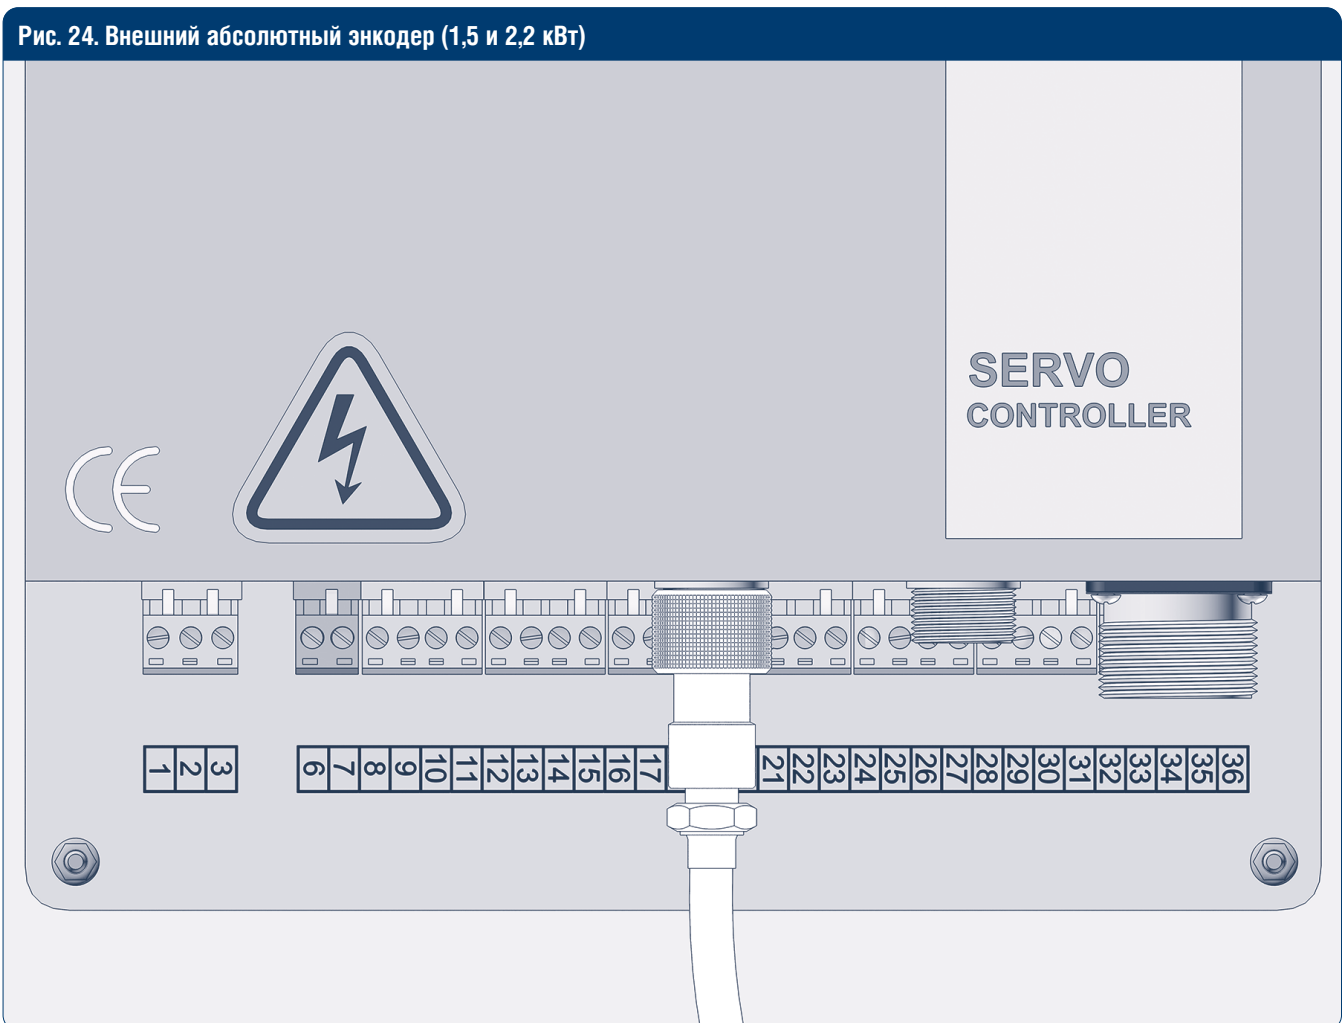 Рис. 24. Внешний абсолютный энкодер (1,5 и 2,2 кВт)
SERVO
CONTROLLER
CE
1 2 3 6 7 8 9 10 11 12 13 14 15 16 17 21 22 23 24 25 26 27 28 29 30 31 32 33 34 35 36